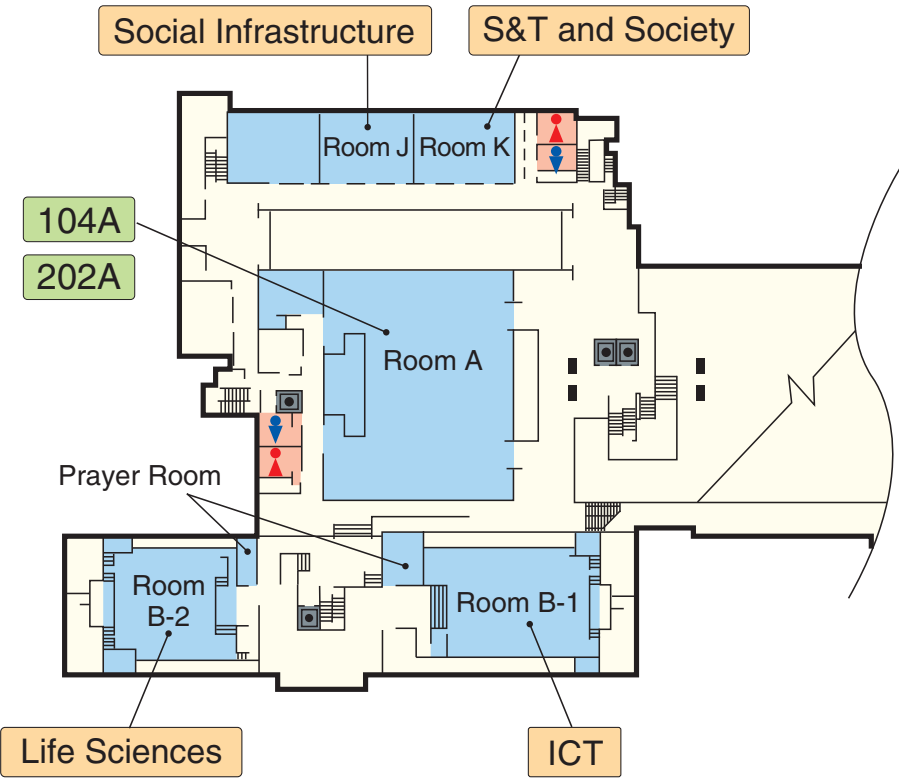 Social Infrastructure
S&T and Society
Room J
Room K
104A
202A
Room A
Prayer Room
Room
B-2
Room B-1
Life Sciences
ICT